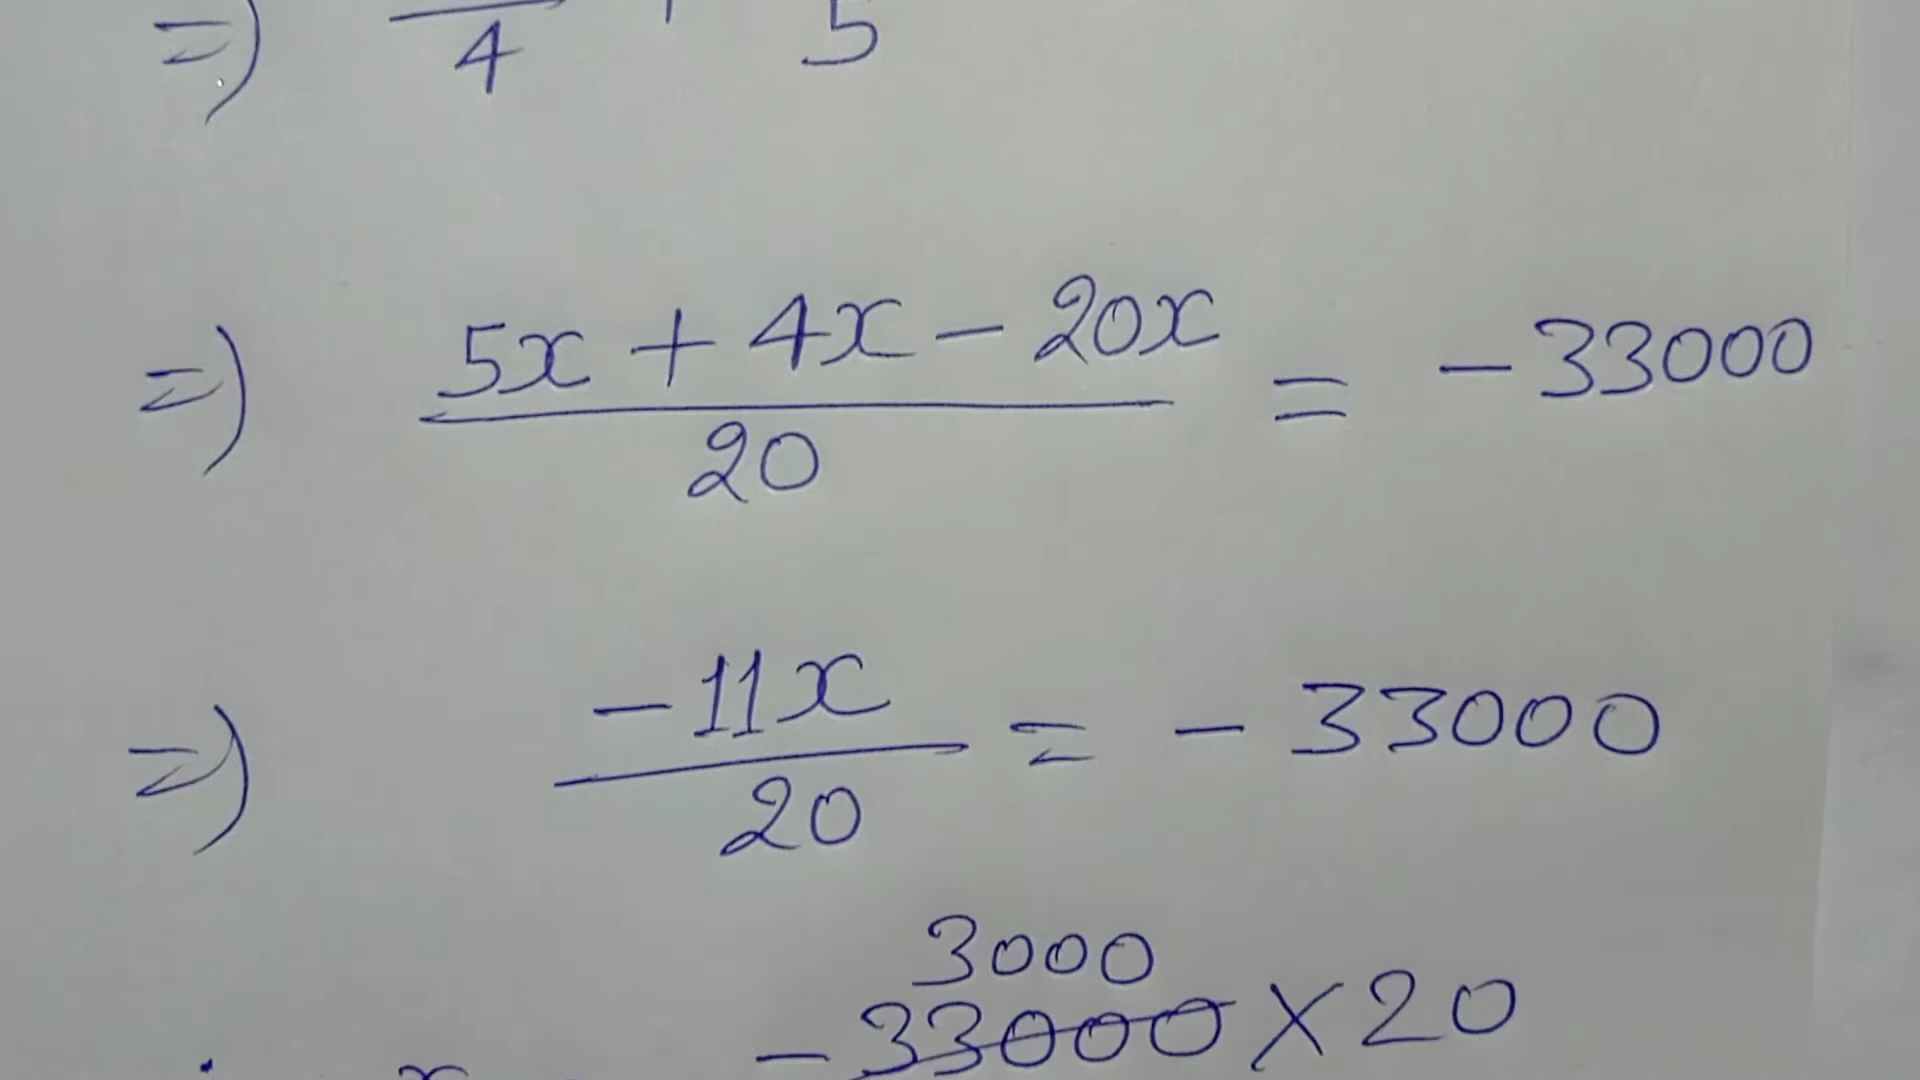 => 4 5
=> 5x + 4x - 20x / 20 = - 33000
=> - 11x / 20 = - 33000
3000
- 33000 × 20